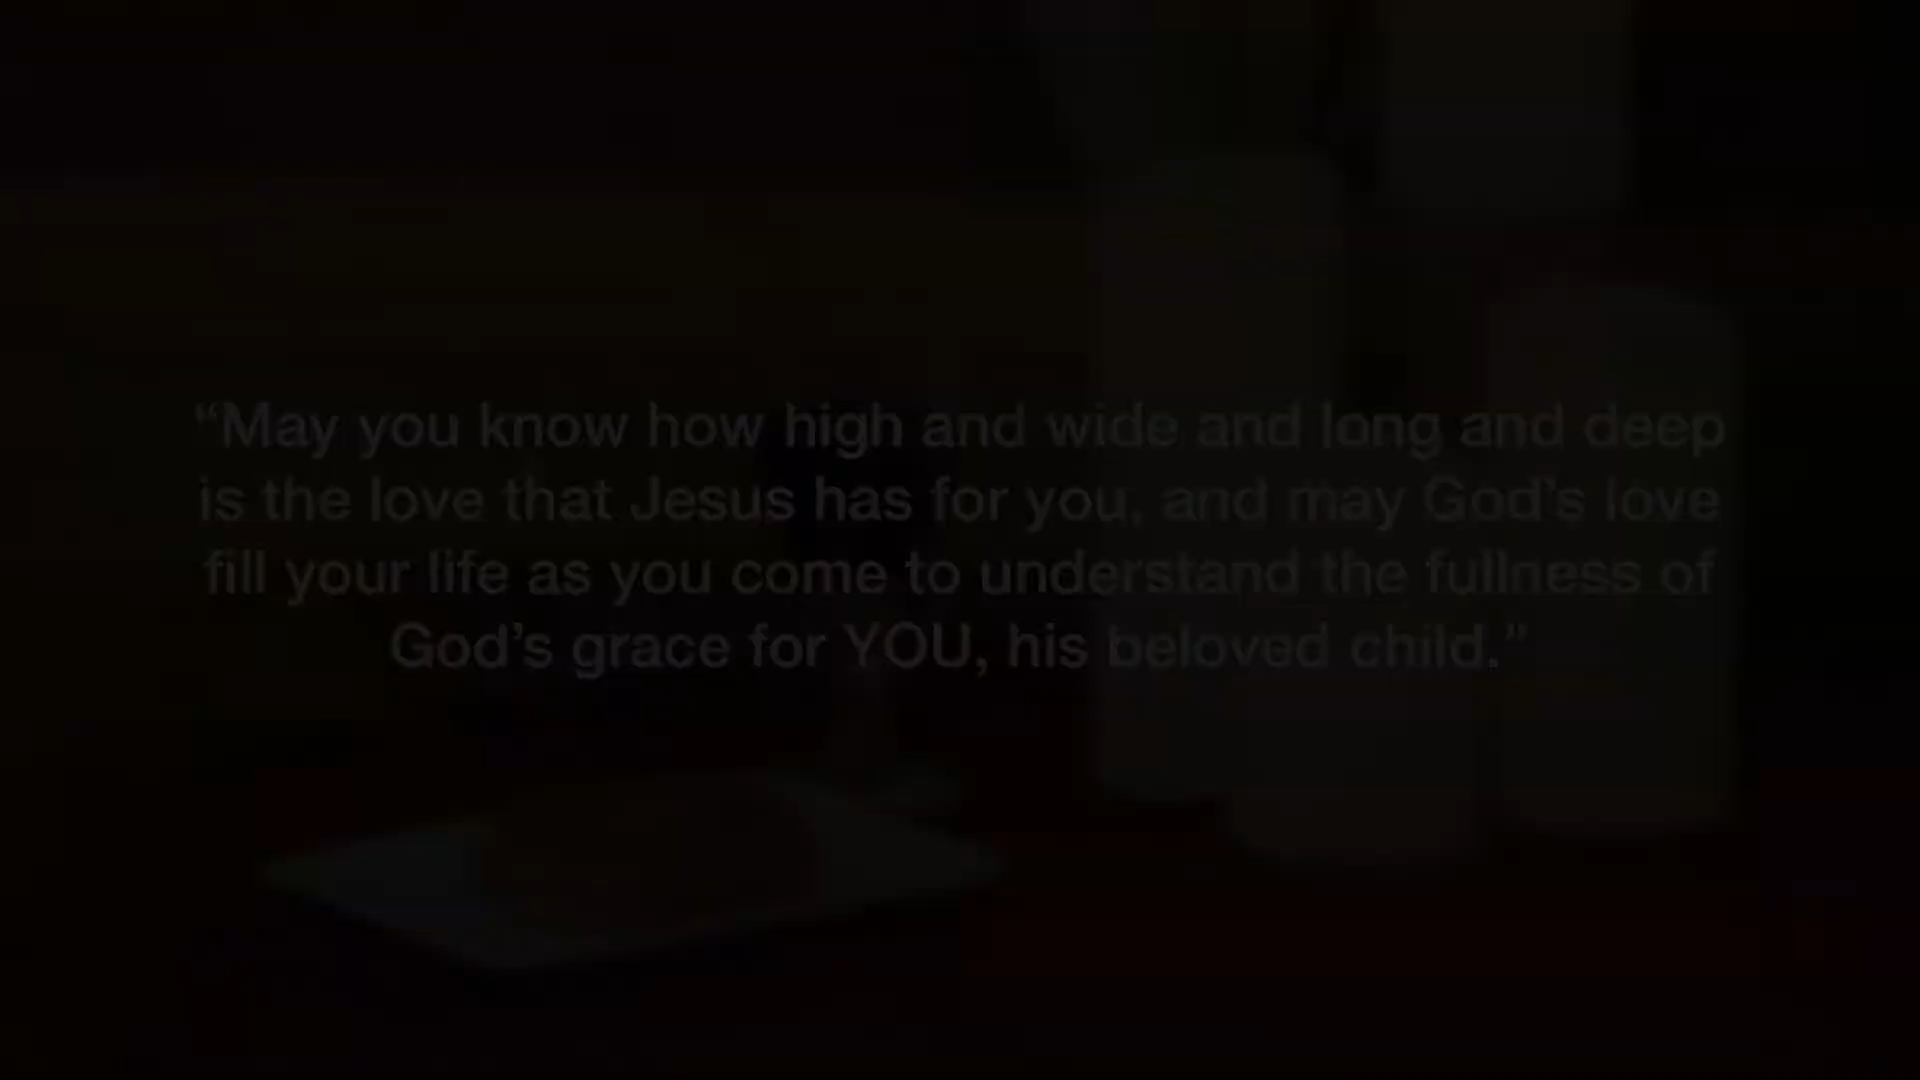 “May you know how high and wide and long and deep
is the love that Jesus has for you, and may God’s love
fill your life as you come to understand the fullness of
God’s grace for YOU, his beloved child.”